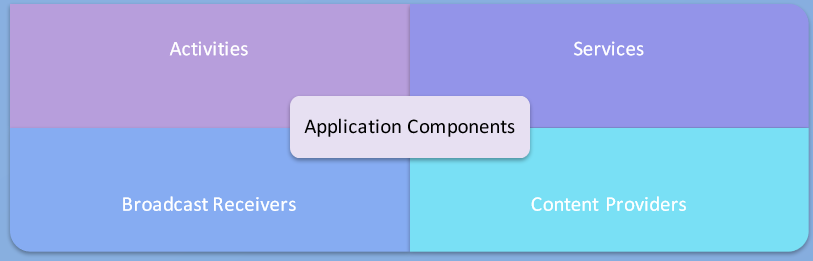 Activities
Services
Application Components
Broadcast Receivers
Content Providers